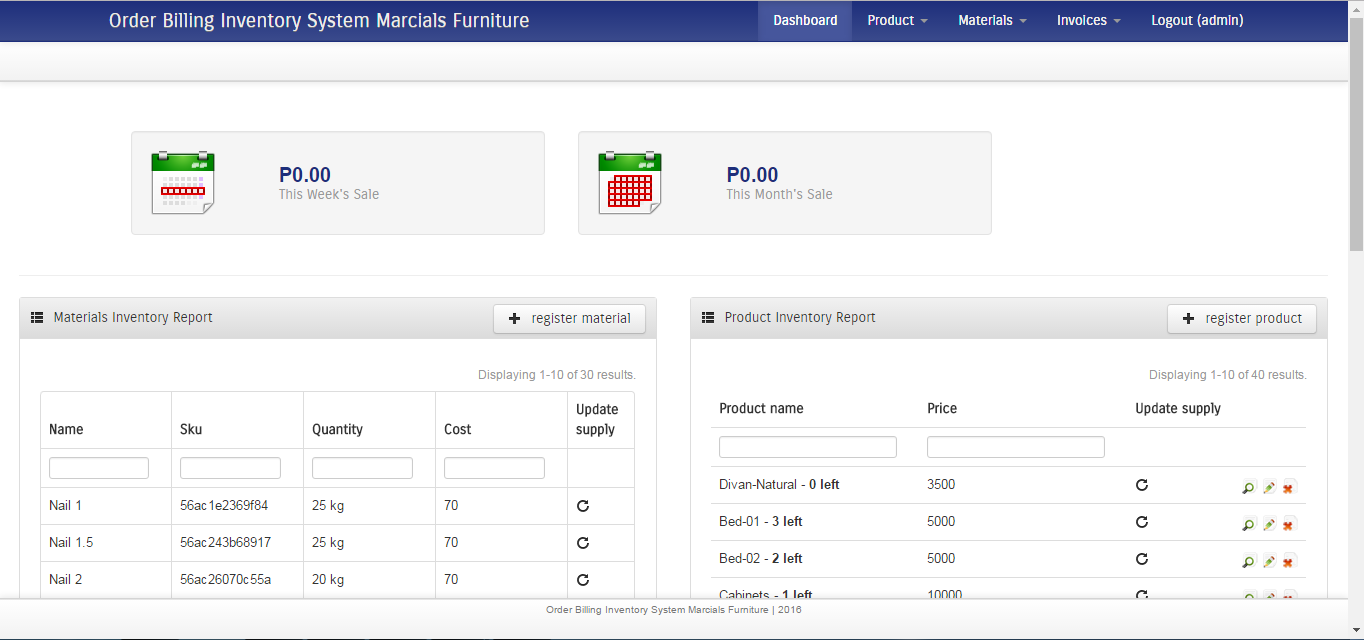 Order Billing Inventory System Marcials Furniture
Dashboard Product Materials Invoices Logout (admin)
P0.00
This Week's Sale
P0.00
This Month's Sale
Materials Inventory Report
register material
Displaying 1-10 of 30 results.
Name Sku Quantity Cost Update supply
Nail 1 56ac1e2369f84 25 kg 70
Nail 1.5 56ac243b68917 25 kg 70
Nail 2 56ac26070c55a 20 kg 70
Product Inventory Report
register product
Displaying 1-10 of 40 results.
Product name Price Update supply
Divan-Natural - 0 left 3500
Bed-01 - 3 left 5000
Bed-02 - 2 left 5000
Cabinets - 1 left 10000
Order Billing Inventory System Marcials Furniture | 2016